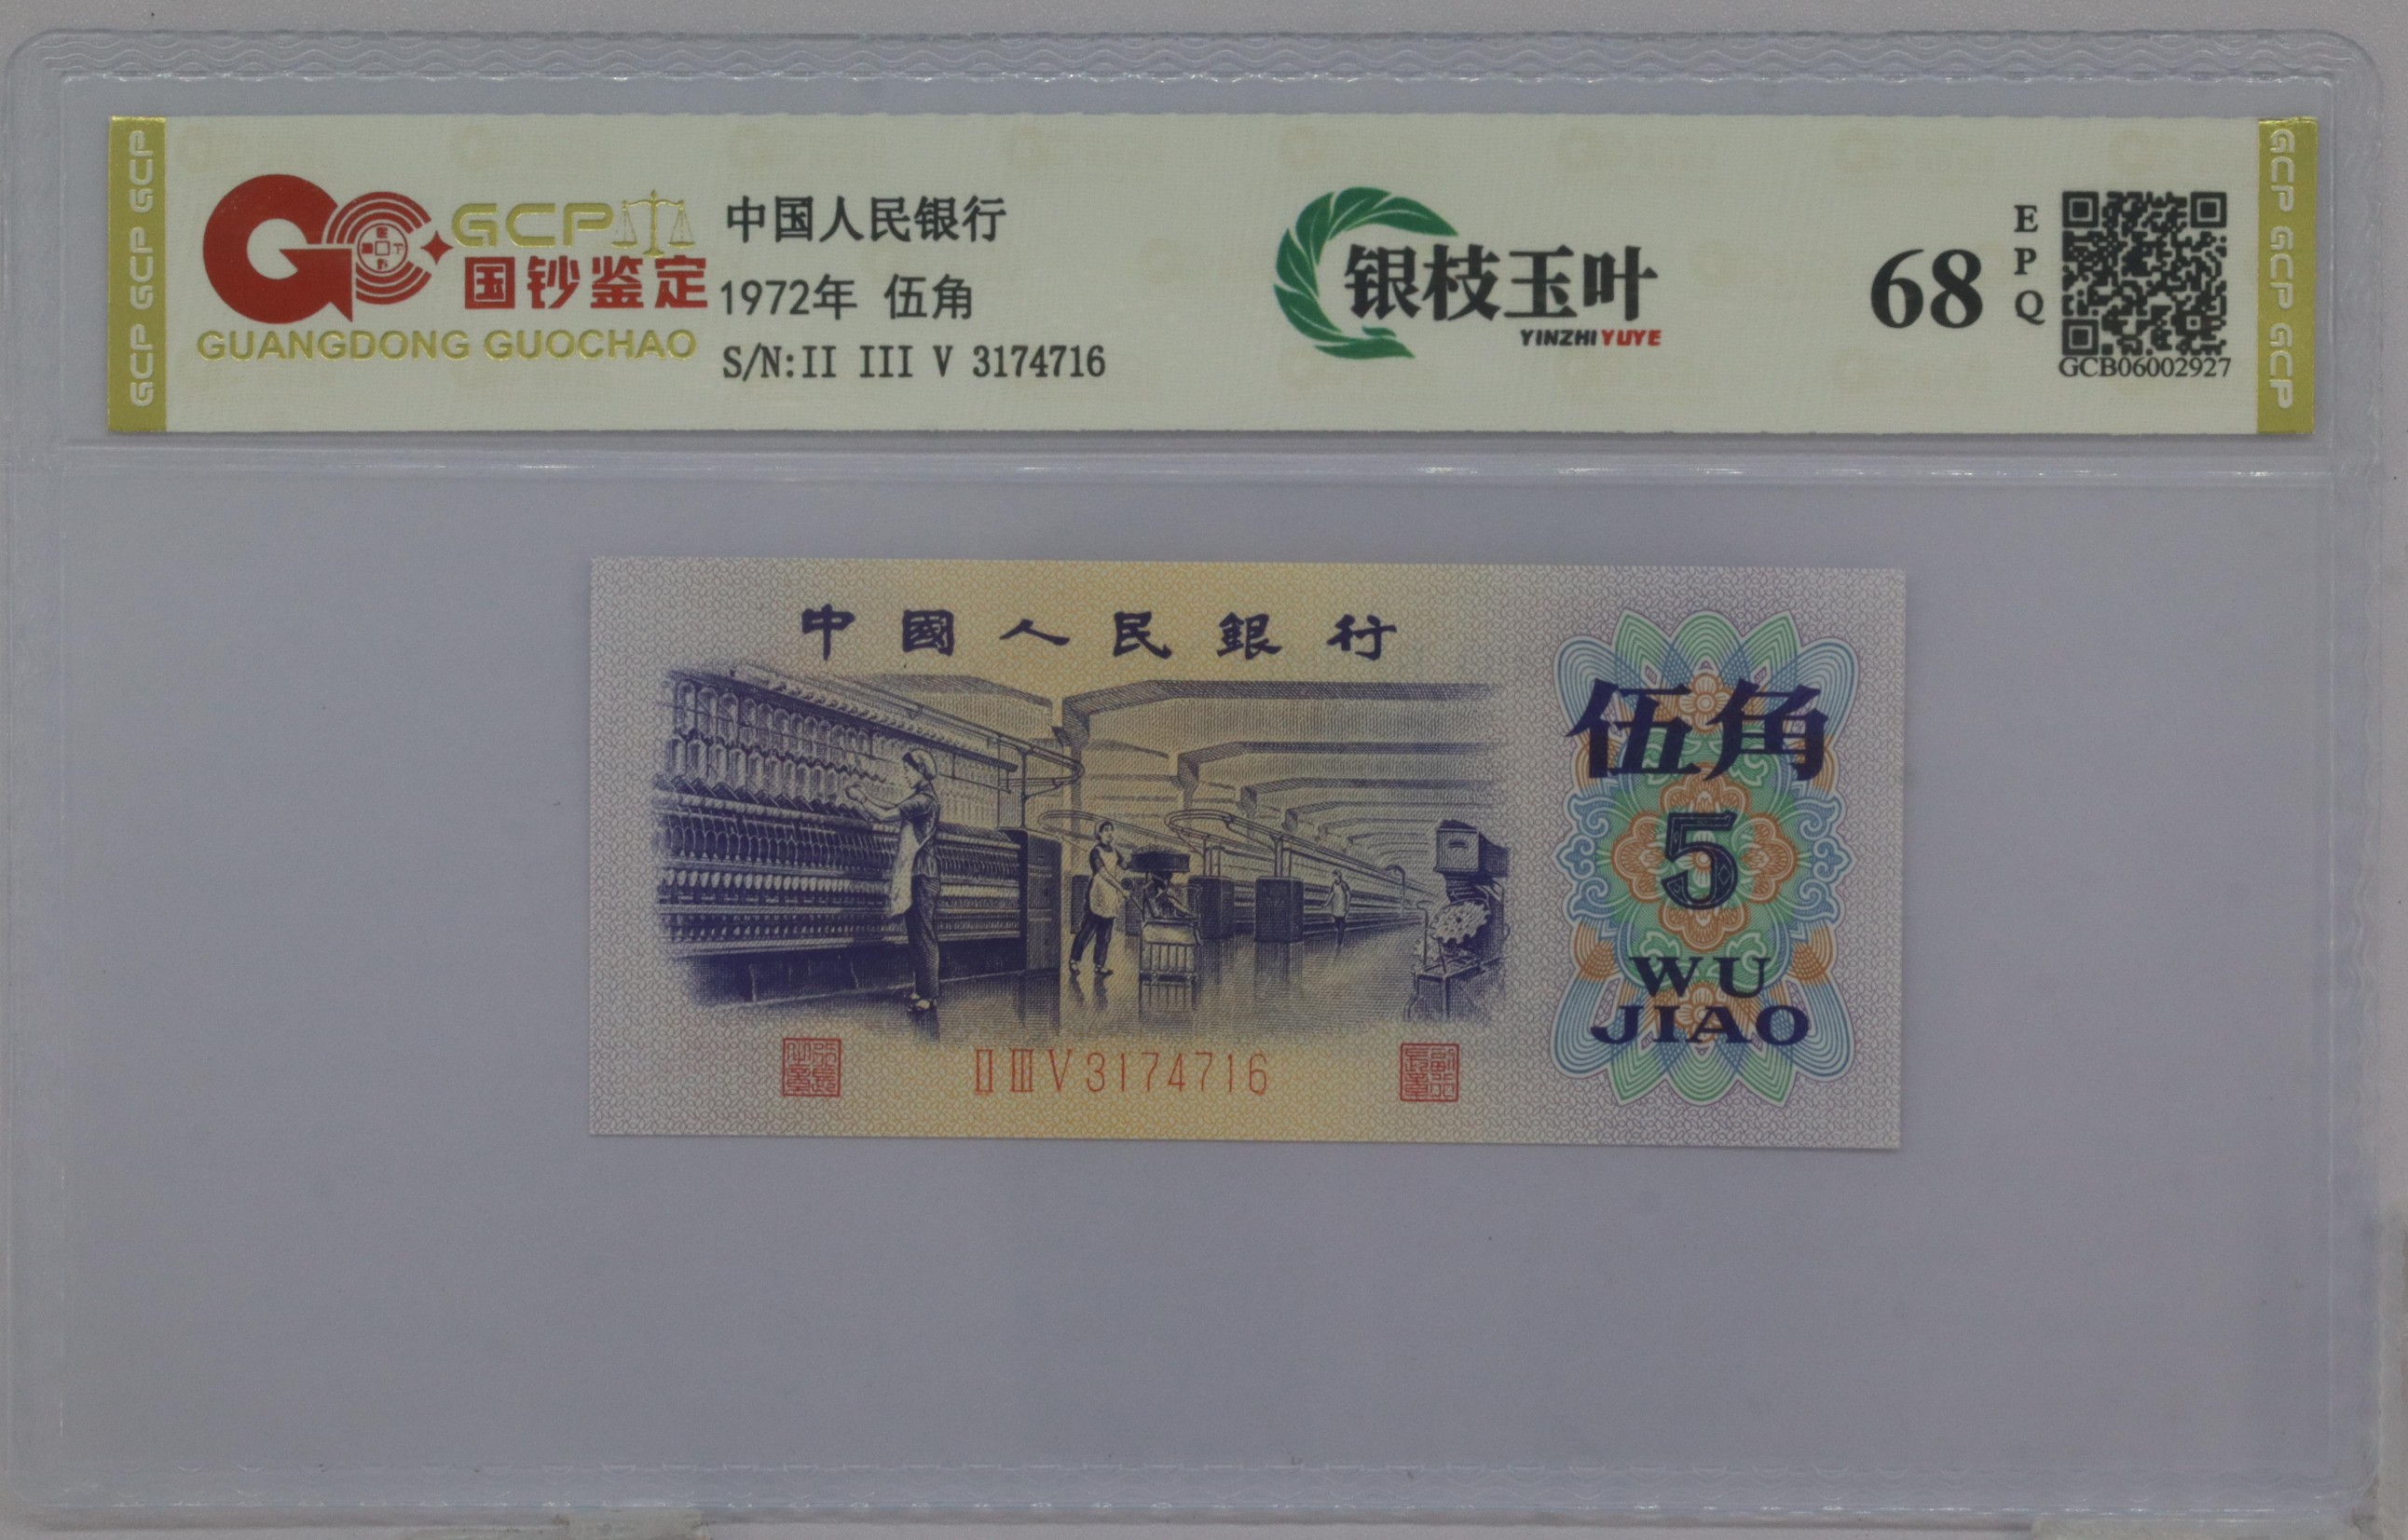 GCP GCP GCP
GCP
国钞鉴定
GUANGDONG GUOCHAO
中国人民银行
1972年 伍角
S/N:II III V 3174716
银枝玉叶
YINZHI YUYE
68
EPQ
GCB06002927
GCP GCP GCP
中國人民銀行
伍角
5
WU
JIAO
II III V 3174716